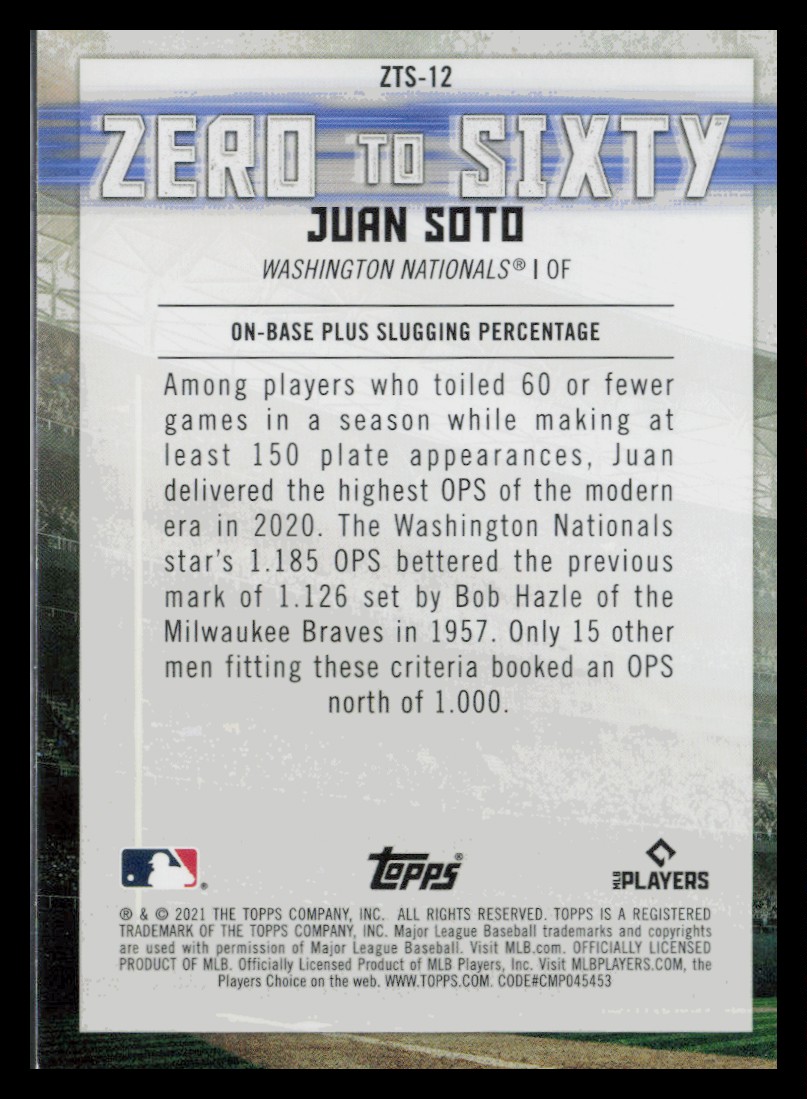 ZTS-12
ZERO TO SIXTY
JUAN SOTO
WASHINGTON NATIONALS® | OF
ON-BASE PLUS SLUGGING PERCENTAGE
Among players who toiled 60 or fewer
games in a season while making at
least 150 plate appearances, Juan
delivered the highest OPS of the modern
era in 2020. The Washington Nationals
star's 1.185 OPS bettered the previous
mark of 1.126 set by Bob Hazle of the
Milwaukee Braves in 1957. Only 15 other
men fitting these criteria booked an OPS
north of 1.000.
® topps® MLB PLAYERS
® & © 2021 THE TOPPS COMPANY, INC. ALL RIGHTS RESERVED. TOPPS IS A REGISTERED
TRADEMARK OF THE TOPPS COMPANY, INC. Major League Baseball trademarks and copyrights
are used with permission of Major League Baseball. Visit MLB.com. OFFICIALLY LICENSED
PRODUCT OF MLB. Officially Licensed Product of MLB Players, Inc. Visit MLBPLAYERS.COM, the
Players Choice on the web. WWW.TOPPS.COM. CODE#CMP045453